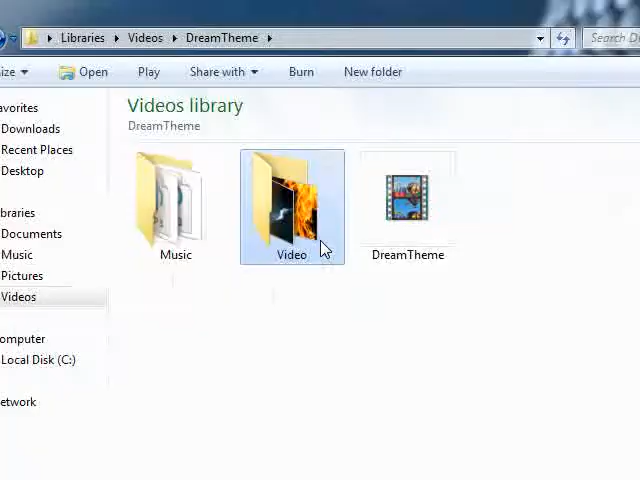 Libraries Videos DreamTheme Search D
ize Open Play Share with Burn New folder
avorites
Downloads
Recent Places
Desktop
braries
Documents
Music
Pictures
Videos
omputer
Local Disk (C:)
etwork
Videos library
DreamTheme
Music Video DreamTheme